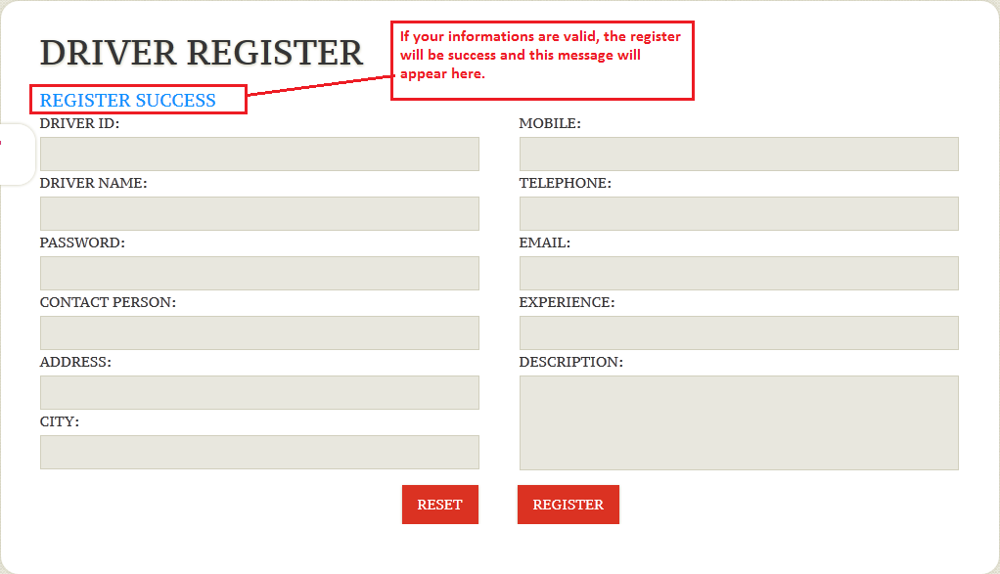 DRIVER REGISTER
If your informations are valid, the register
will be success and this message will
appear here.
REGISTER SUCCESS
DRIVER ID:
DRIVER NAME:
PASSWORD:
CONTACT PERSON:
ADDRESS:
CITY:
MOBILE:
TELEPHONE:
EMAIL:
EXPERIENCE:
DESCRIPTION:
RESET
REGISTER